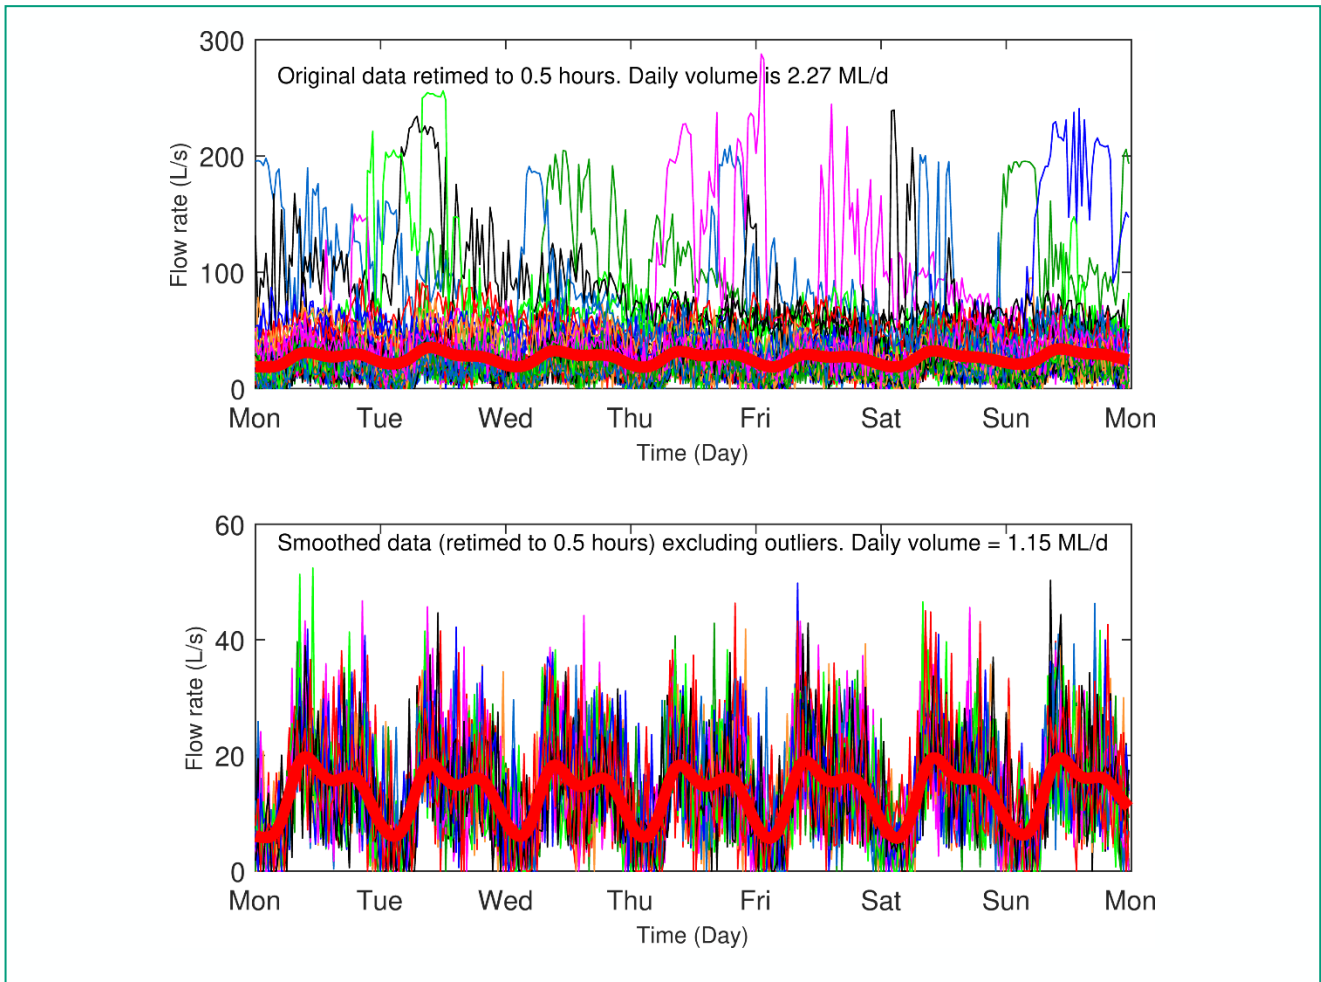 300
Original data retimed to 0.5 hours. Daily volume is 2.27 ML/d
200
100
0
Flow rate (L/s)
Mon Tue Wed Thu Fri Sat Sun Mon
Time (Day)
60
Smoothed data (retimed to 0.5 hours) excluding outliers. Daily volume = 1.15 ML/d
40
20
0
Flow rate (L/s)
Mon Tue Wed Thu Fri Sat Sun Mon
Time (Day)